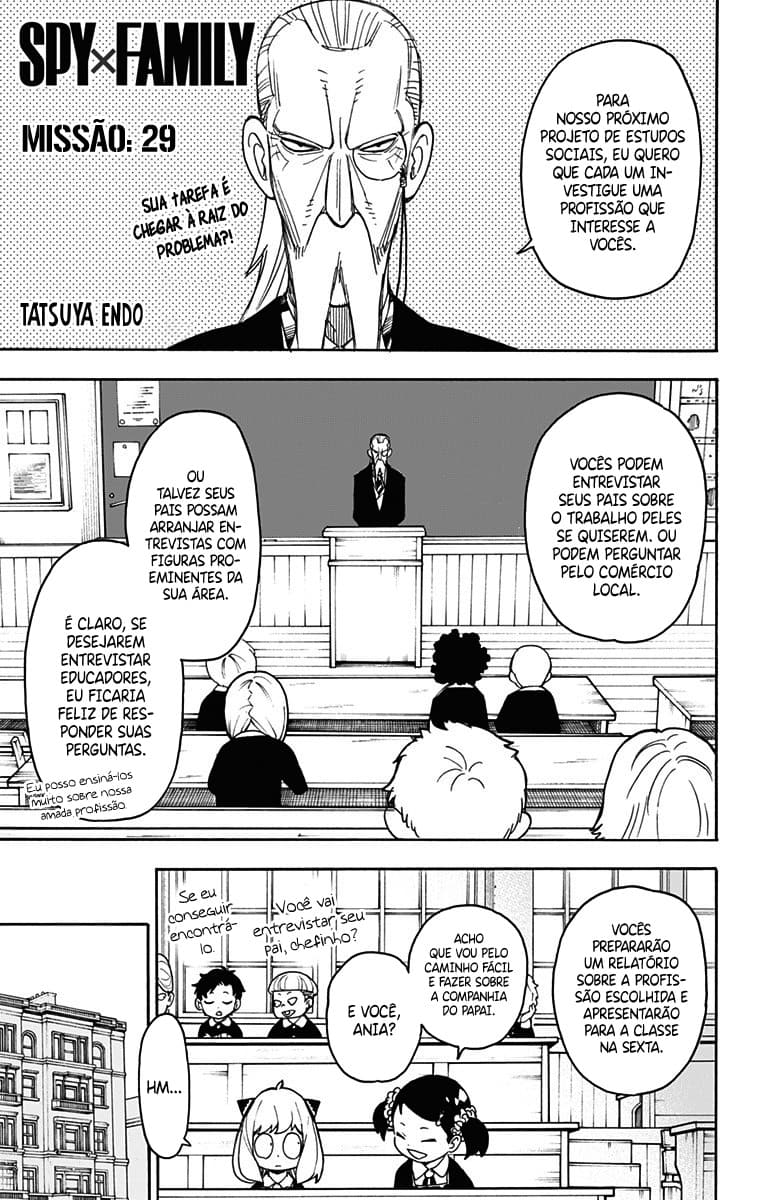 SPY×FAMILY
MISSÃO: 29
SUA TAREFA É
CHEGAR À RAIZ DO
PROBLEMA?!
TATSUYA ENDO
PARA
NOSSO PRÓXIMO
PROJETO DE ESTUDOS
SOCIAIS, EU QUERO
QUE CADA UM IN-
VESTIGUE UMA
PROFISSÃO QUE
INTERESSE A
VOCÊS.
VOCÊS PODEM
ENTREVISTAR
SEUS PAIS SOBRE
O TRABALHO DELES
SE QUISEREM. OU
PODEM PERGUNTAR
PELO COMÉRCIO
LOCAL.
OU
TALVEZ SEUS
PAIS POSSAM
ARRANJAR EN-
TREVISTAS COM
FIGURAS PRO-
EMINENTES DA
SUA ÁREA.
É CLARO, SE
DESEJAREM
ENTREVISTAR
EDUCADORES,
EU FICARIA
FELIZ DE RES-
PONDER SUAS
PERGUNTAS.
Eu posso ensiná-los
muito sobre nossa
amada profissão.
VOCÊS
PREPARARÃO
UM RELATÓRIO
SOBRE A PROFIS-
SÃO ESCOLHIDA E
APRESENTARÃO
PARA A CLASSE
NA SEXTA.
ACHO
QUE VOU PELO
CAMINHO FÁCIL
E FAZER SOBRE
A COMPANHIA
DO PAPAI.
E VOCÊ,
ANIA?
Você vai
entrevistar seu
pai, chefinho?
Se eu
conseguir
encontrá-
lo.
HM...